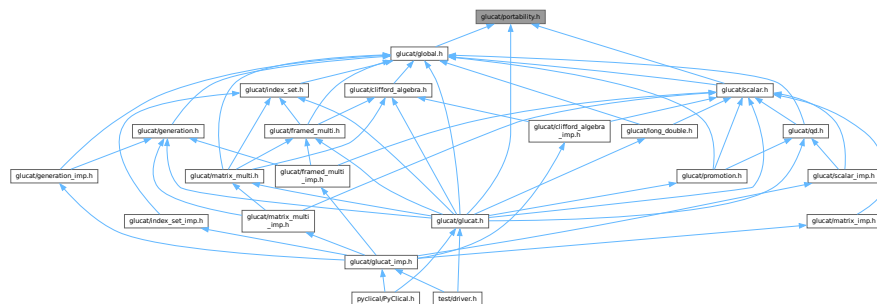 glucat/portability.h
glucat/global.h
glucat/index_set.h
glucat/clifford_algebra.h
glucat/scalar.h
glucat/generation.h
glucat/framed_multi.h
glucat/clifford_algebra
_imp.h
glucat/long_double.h
glucat/qd.h
glucat/generation_imp.h
glucat/matrix_multi.h
glucat/framed_multi
_imp.h
glucat/promotion.h
glucat/scalar_imp.h
glucat/index_set_imp.h
glucat/matrix_multi
_imp.h
glucat/glucat.h
glucat/matrix_imp.h
glucat/glucat_imp.h
pyclical/PyClical.h
test/driver.h